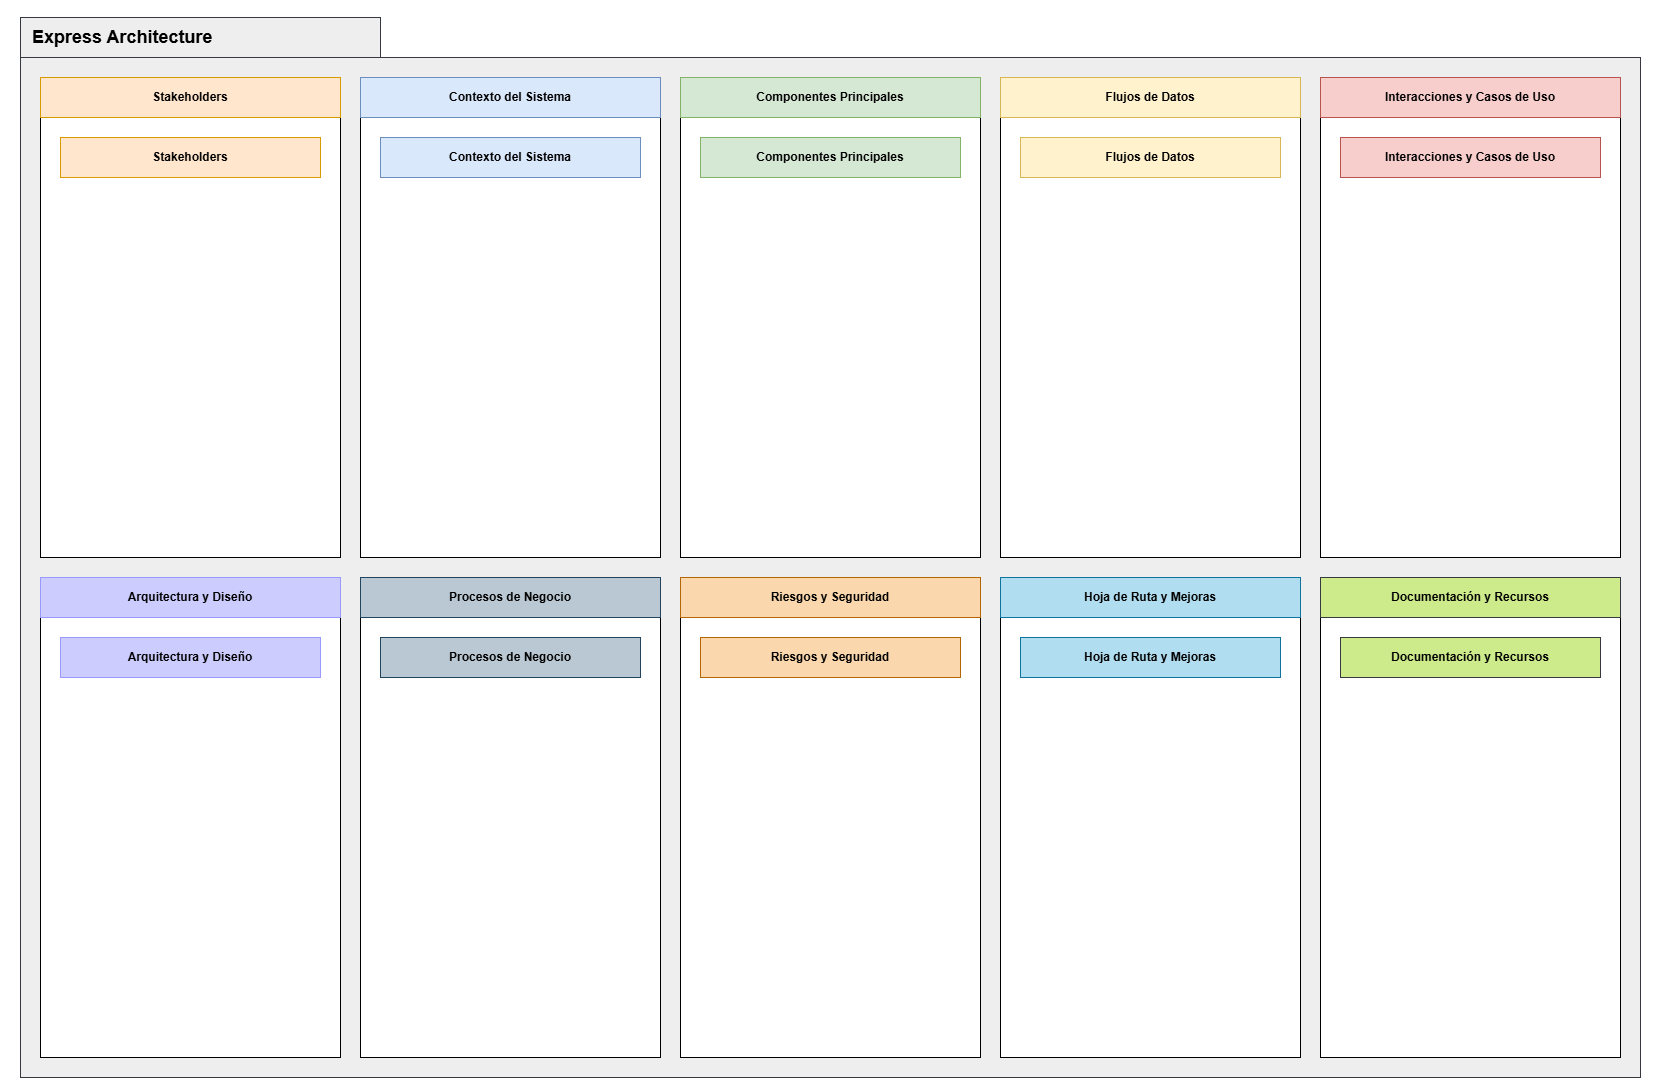 Express Architecture
Stakeholders
Contexto del Sistema
Componentes Principales
Flujos de Datos
Interacciones y Casos de Uso
Stakeholders
Contexto del Sistema
Componentes Principales
Flujos de Datos
Interacciones y Casos de Uso
Arquitectura y Diseño
Procesos de Negocio
Riesgos y Seguridad
Hoja de Ruta y Mejoras
Documentación y Recursos
Arquitectura y Diseño
Procesos de Negocio
Riesgos y Seguridad
Hoja de Ruta y Mejoras
Documentación y Recursos